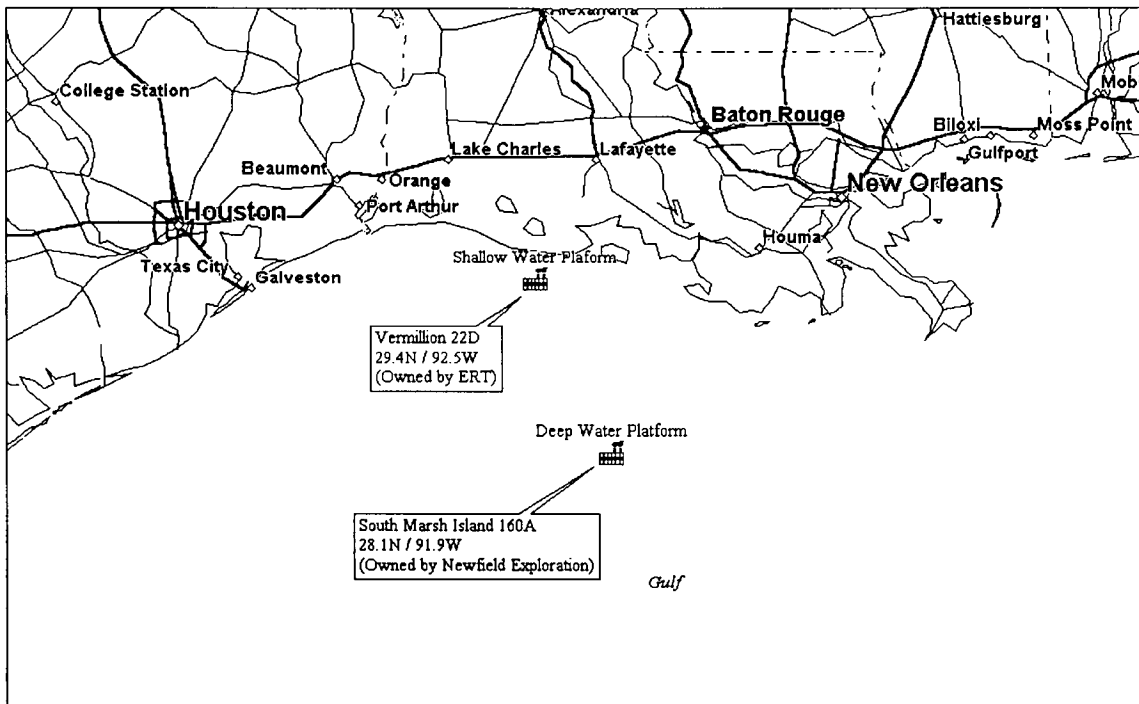 Alexandria
Hattiesburg
College Station
Mob
Baton Rouge
Biloxi
Moss Point
Gulfport
Lake Charles
Lafayette
Beaumont
Orange
New Orleans
Port Arthur
Houston
Houma
Shallow Water Plaform
Texas City
Galveston
Vermillion 22D
29.4N / 92.5W
(Owned by ERT)
Deep Water Platform
South Marsh Island 160A
28.1N / 91.9W
(Owned by Newfield Exploration)
Gulf